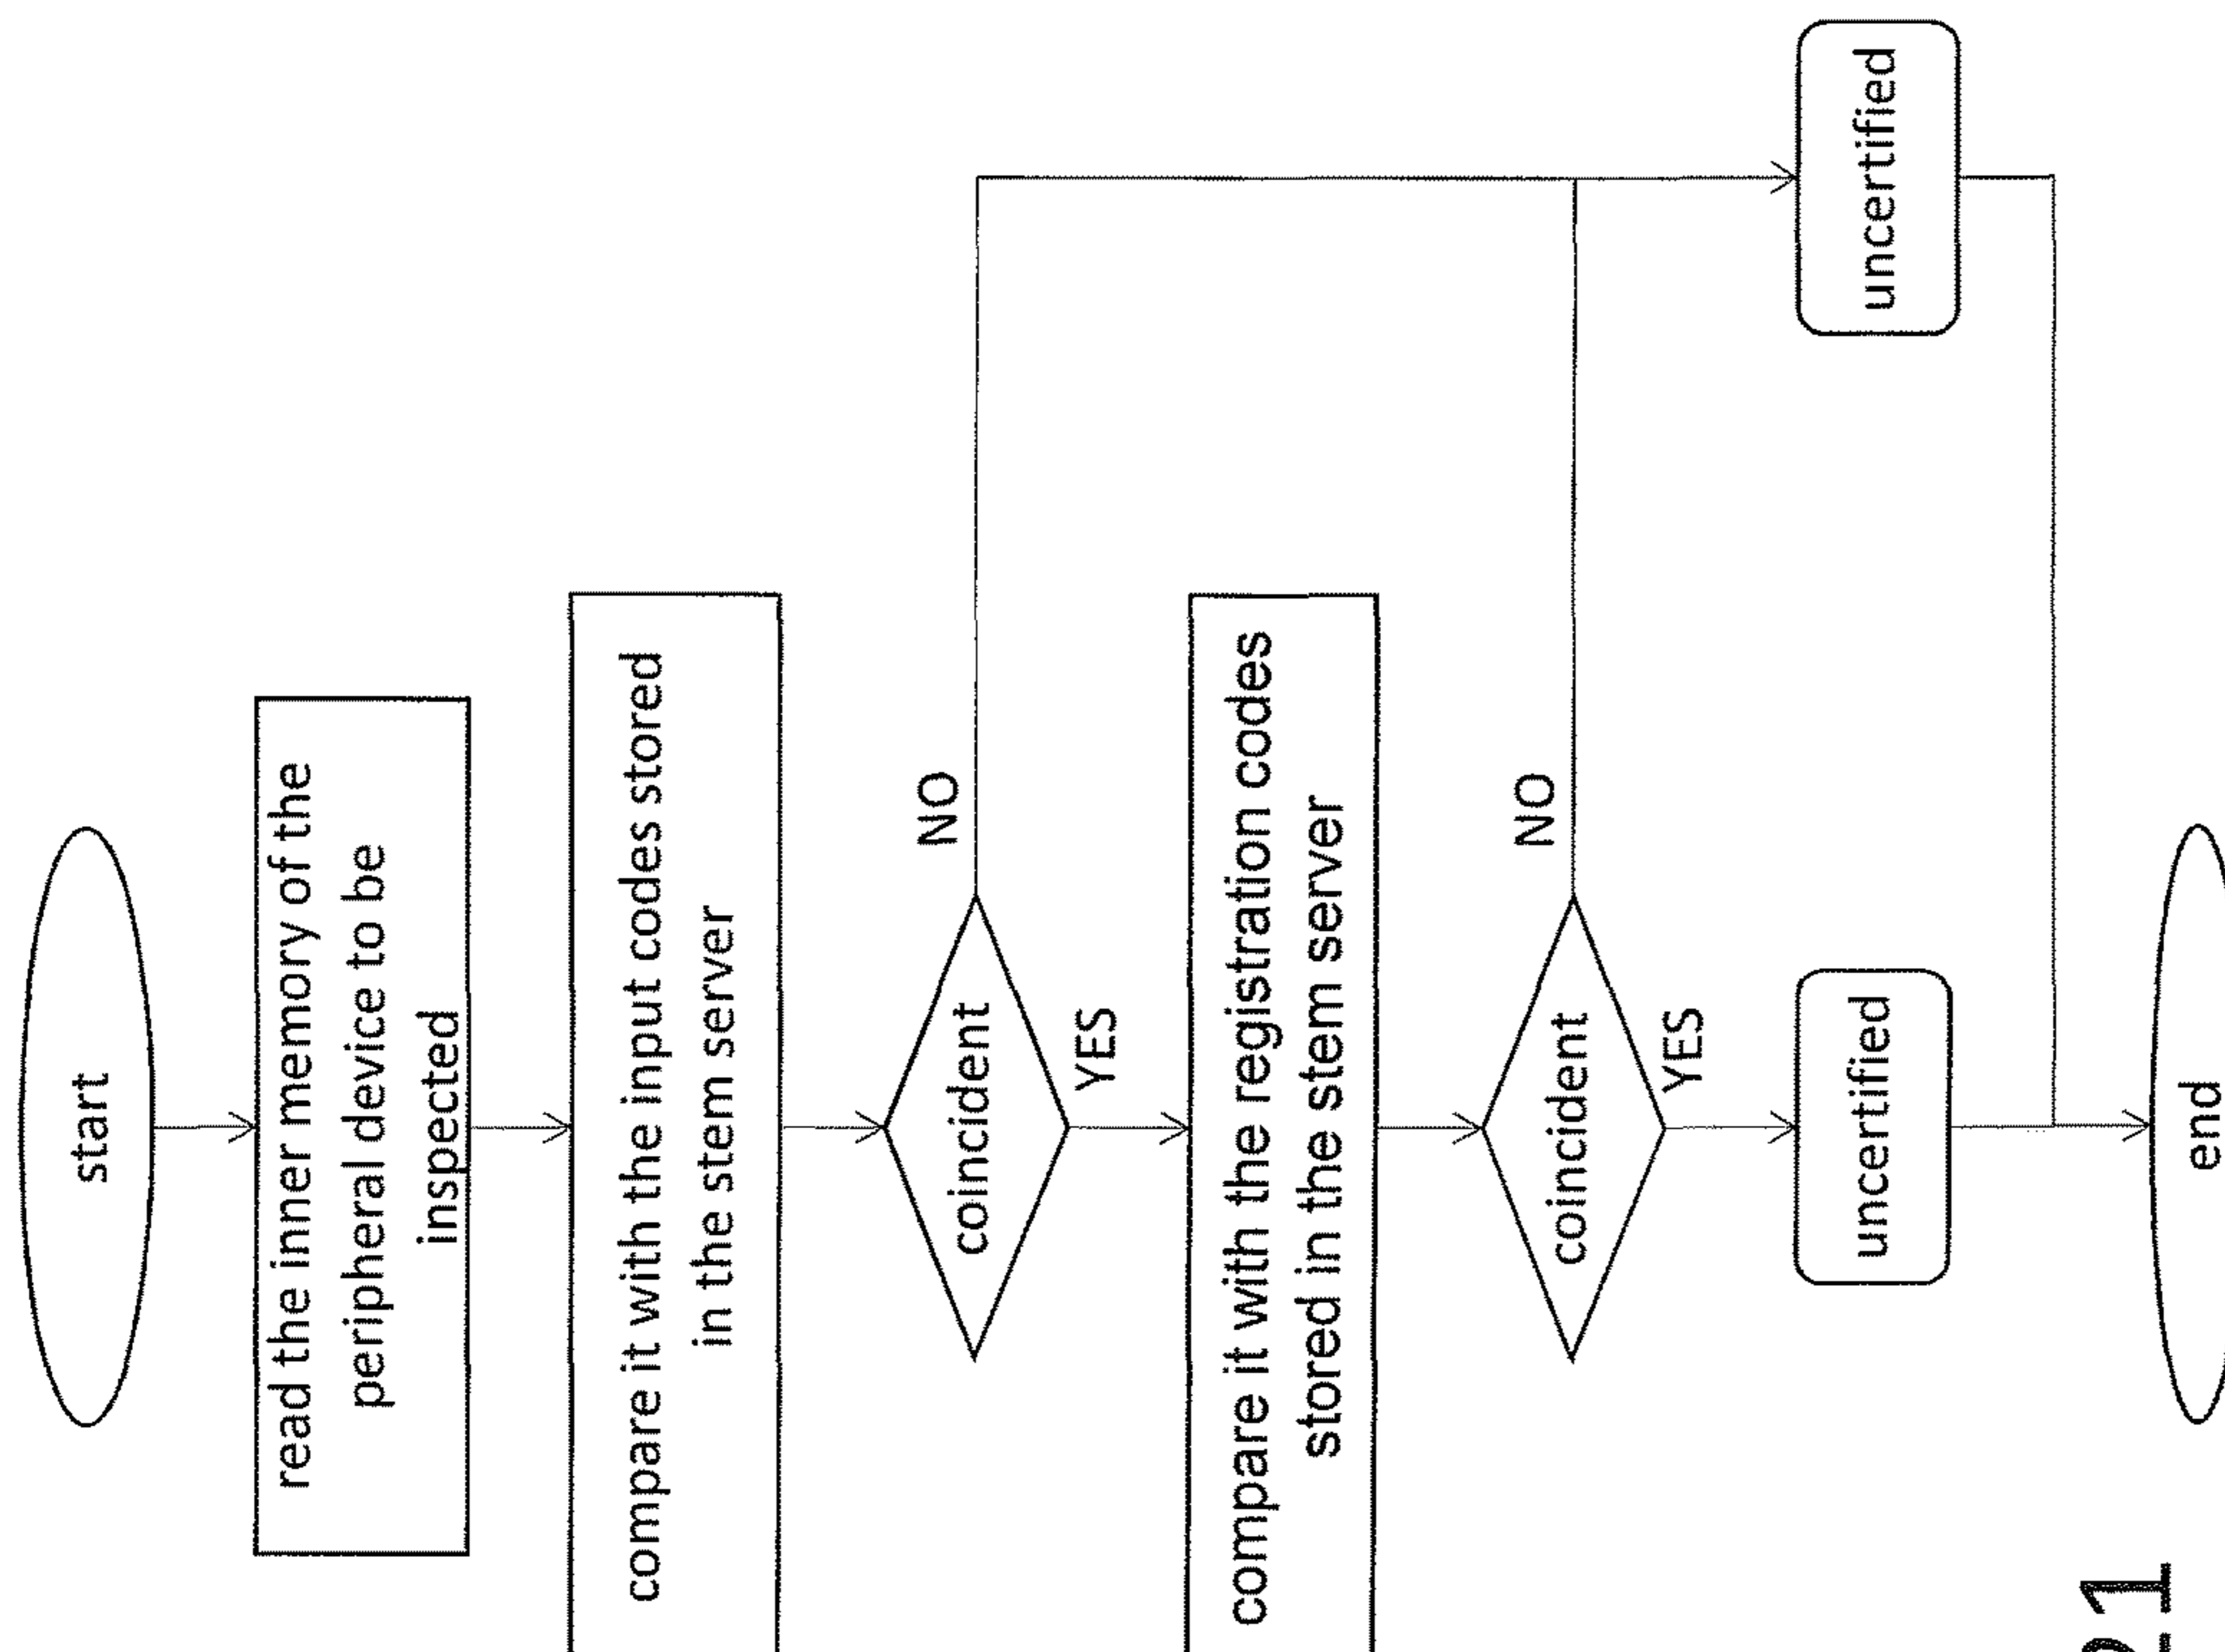 start
read the inner memory of the
peripheral device to be
inspected
compare it with the input codes stored
in the stem server
coincident
NO
YES
compare it with the registration codes
stored in the stem server
coincident
NO
YES
uncertified
uncertified
end
21